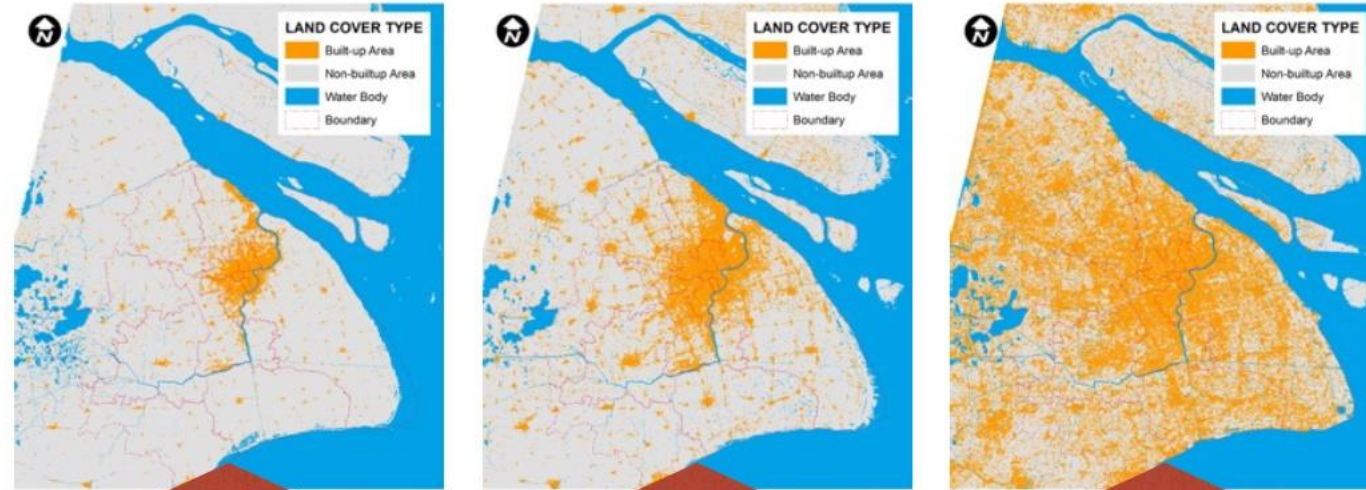 N
LAND COVER TYPE
Built-up Area
Non-builtup Area
Water Body
Boundary
N
LAND COVER TYPE
Built-up Area
Non-builtup Area
Water Body
Boundary
N
LAND COVER TYPE
Built-up Area
Non-builtup Area
Water Body
Boundary